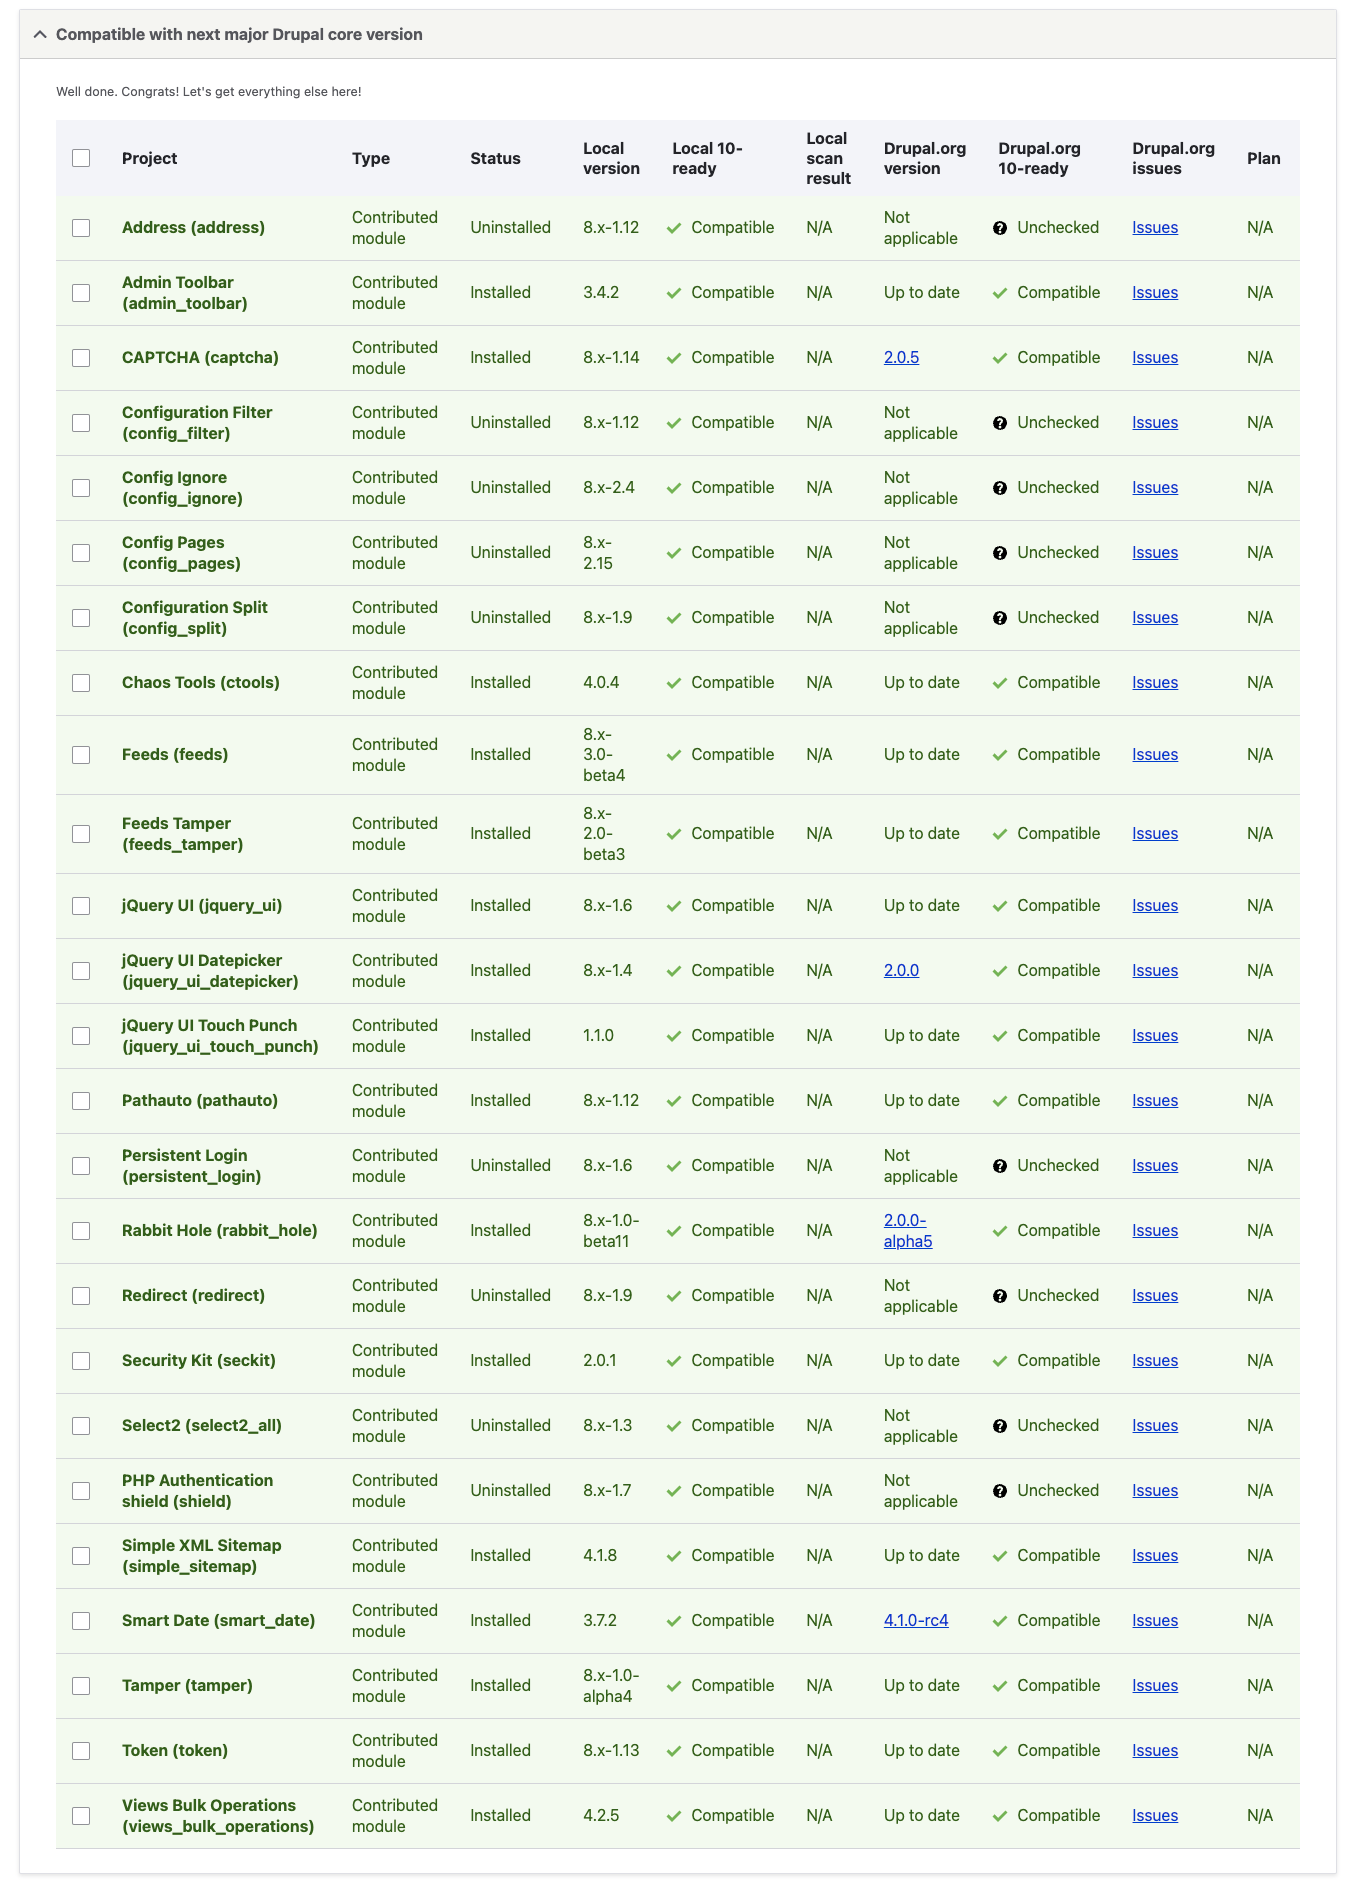 Compatible with next major Drupal core version
Well done. Congrats! Let's get everything else here!
Project Type Status Local version Local 10-ready Local scan result Drupal.org version Drupal.org 10-ready Drupal.org issues Plan
Address (address) Contributed module Uninstalled 8.x-1.12 Compatible N/A Not applicable Unchecked Issues N/A
Admin Toolbar (admin_toolbar) Contributed module Installed 3.4.2 Compatible N/A Up to date Compatible Issues N/A
CAPTCHA (captcha) Contributed module Installed 8.x-1.14 Compatible N/A 2.0.5 Compatible Issues N/A
Configuration Filter (config_filter) Contributed module Uninstalled 8.x-1.12 Compatible N/A Not applicable Unchecked Issues N/A
Config Ignore (config_ignore) Contributed module Uninstalled 8.x-2.4 Compatible N/A Not applicable Unchecked Issues N/A
Config Pages (config_pages) Contributed module Uninstalled 8.x-2.15 Compatible N/A Not applicable Unchecked Issues N/A
Configuration Split (config_split) Contributed module Uninstalled 8.x-1.9 Compatible N/A Not applicable Unchecked Issues N/A
Chaos Tools (ctools) Contributed module Installed 4.0.4 Compatible N/A Up to date Compatible Issues N/A
Feeds (feeds) Contributed module Installed 8.x-3.0-beta4 Compatible N/A Up to date Compatible Issues N/A
Feeds Tamper (feeds_tamper) Contributed module Installed 8.x-2.0-beta3 Compatible N/A Up to date Compatible Issues N/A
jQuery UI (jquery_ui) Contributed module Installed 8.x-1.6 Compatible N/A Up to date Compatible Issues N/A
jQuery UI Datepicker (jquery_ui_datepicker) Contributed module Installed 8.x-1.4 Compatible N/A 2.0.0 Compatible Issues N/A
jQuery UI Touch Punch (jquery_ui_touch_punch) Contributed module Installed 1.1.0 Compatible N/A Up to date Compatible Issues N/A
Pathauto (pathauto) Contributed module Installed 8.x-1.12 Compatible N/A Up to date Compatible Issues N/A
Persistent Login (persistent_login) Contributed module Uninstalled 8.x-1.6 Compatible N/A Not applicable Unchecked Issues N/A
Rabbit Hole (rabbit_hole) Contributed module Installed 8.x-1.0-beta11 Compatible N/A 2.0.0-alpha5 Compatible Issues N/A
Redirect (redirect) Contributed module Uninstalled 8.x-1.9 Compatible N/A Not applicable Unchecked Issues N/A
Security Kit (seckit) Contributed module Installed 2.0.1 Compatible N/A Up to date Compatible Issues N/A
Select2 (select2_all) Contributed module Uninstalled 8.x-1.3 Compatible N/A Not applicable Unchecked Issues N/A
PHP Authentication shield (shield) Contributed module Uninstalled 8.x-1.7 Compatible N/A Not applicable Unchecked Issues N/A
Simple XML Sitemap (simple_sitemap) Contributed module Installed 4.1.8 Compatible N/A Up to date Compatible Issues N/A
Smart Date (smart_date) Contributed module Installed 3.7.2 Compatible N/A 4.1.0-rc4 Compatible Issues N/A
Tamper (tamper) Contributed module Installed 8.x-1.0-alpha4 Compatible N/A Up to date Compatible Issues N/A
Token (token) Contributed module Installed 8.x-1.13 Compatible N/A Up to date Compatible Issues N/A
Views Bulk Operations (views_bulk_operations) Contributed module Installed 4.2.5 Compatible N/A Up to date Compatible Issues N/A